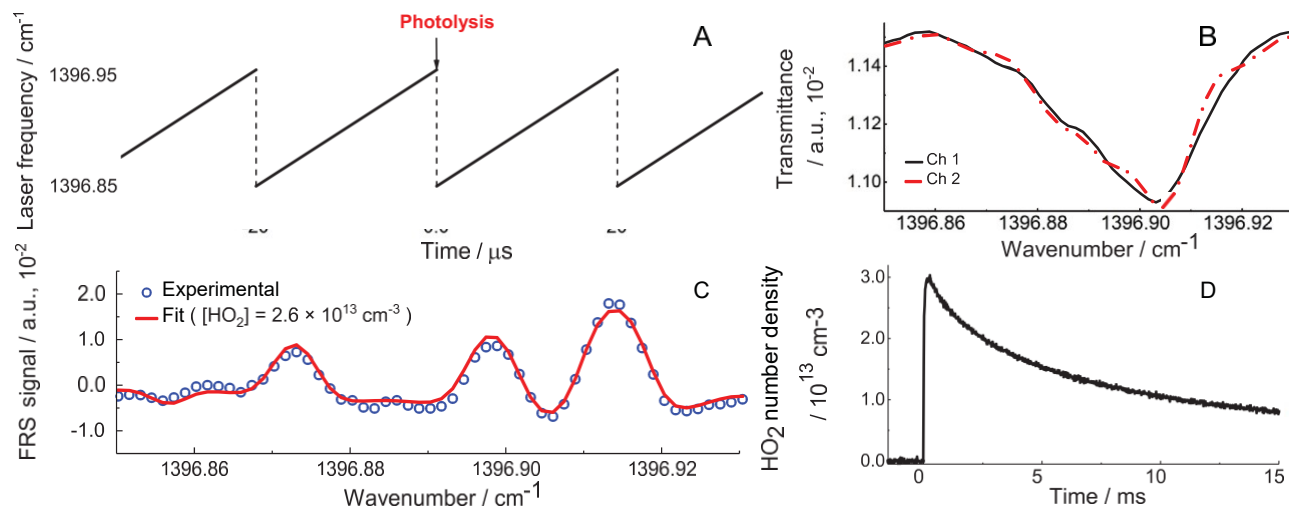 Photolysis
A
Laser frequency / cm-1
1396.95
1396.85
Time / μs
B
Transmittance
/ a.u., 10-2
1.14
1.12
1.10
Ch 1
Ch 2
1396.86
1396.88
1396.90
1396.92
Wavenumber / cm-1
C
FRS signal / a.u., 10-2
2.0
1.0
0.0
-1.0
Experimental
Fit ( [HO2] = 2.6 × 1013 cm-3 )
1396.86
1396.88
1396.90
1396.92
Wavenumber / cm-1
D
HO2 number density
/ 1013 cm-3
3.0
2.0
1.0
0.0
0
5
10
15
Time / ms